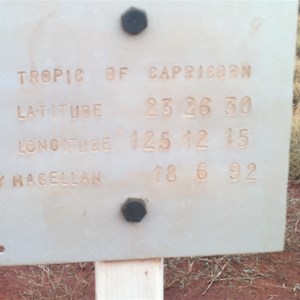 TROPIC OF CAPRICORN
LATITUDE 23 26 30
LONGITUDE 125 12 15
Y MAGELLAN 18 6 92